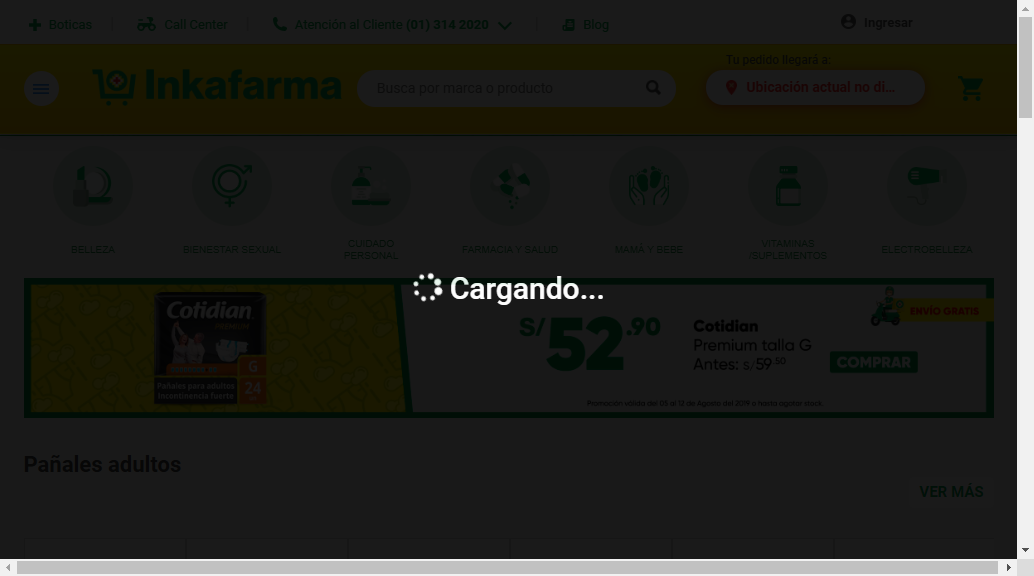 Boticas
Call Center
Atención al Cliente (01) 314 2020
Blog
Ingresar
Inkafarma
Busca por marca o producto
Tu pedido llegará a:
Ubicación actual no di...
BELLEZA
BIENESTAR SEXUAL
CUIDADO
PERSONAL
FARMACIA Y SALUD
MAMÁ Y BEBÉ
VITAMINAS
/SUPLEMENTOS
ELECTROBELLEZA
Cargando...
Cotidian
PREMIUM
G
24
Pañales para adultos
Incontinencia fuerte
S/52.90
Cotidian
Premium talla G
Antes: s/59.50
ENVÍO GRATIS
COMPRAR
Promoción válida del 09 al 12 de Agosto del 2019 o hasta agotar stock.
Pañales adultos
VER MÁS